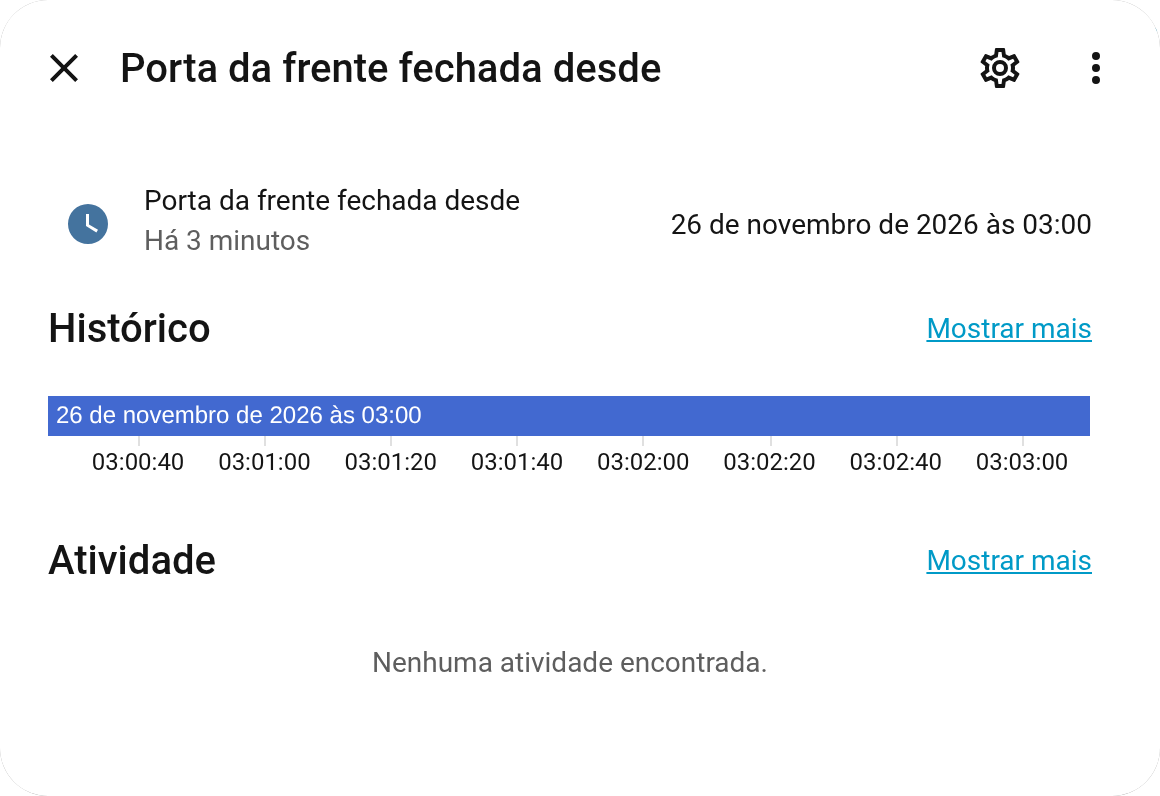 Porta da frente fechada desde
Porta da frente fechada desde
Há 3 minutos
26 de novembro de 2026 às 03:00
Histórico
Mostrar mais
26 de novembro de 2026 às 03:00
03:00:40 03:01:00 03:01:20 03:01:40 03:02:00 03:02:20 03:02:40 03:03:00
Atividade
Mostrar mais
Nenhuma atividade encontrada.